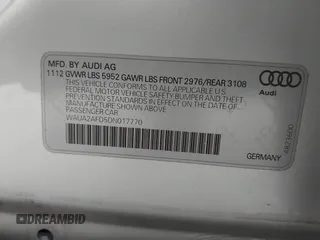 MFD. BY AUDI AG
1112 GVWR LBS 5952 GAWR LBS FRONT 2976/REAR 3108
THIS VEHICLE CONFORMS TO ALL APPLICABLE U.S.
FEDERAL MOTOR VEHICLE SAFETY BUMPER AND
THEFT PREVENTION STANDARDS IN EFFECT ON THE
DATE OF MANUFACTURE SHOWN ABOVE
PASSENGER CAR
WAUA2AFD5DN017770
Audi
GERMANY
DREAMBID